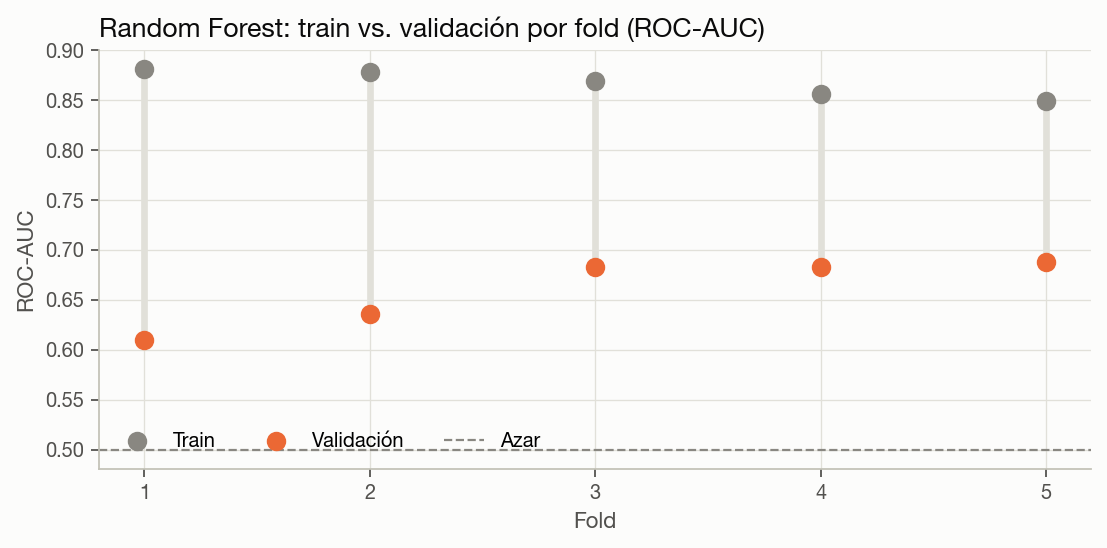 Random Forest: train vs. validación por fold (ROC-AUC)
0.90
0.85
0.80
0.75
0.70
0.65
0.60
0.55
0.50
ROC-AUC
Train
Validación
Azar
1 2 3 4 5
Fold